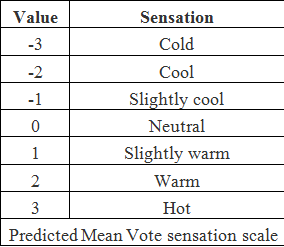 Value Sensation
-3 Cold
-2 Cool
-1 Slightly cool
0 Neutral
1 Slightly warm
2 Warm
3 Hot
Predicted Mean Vote sensation scale